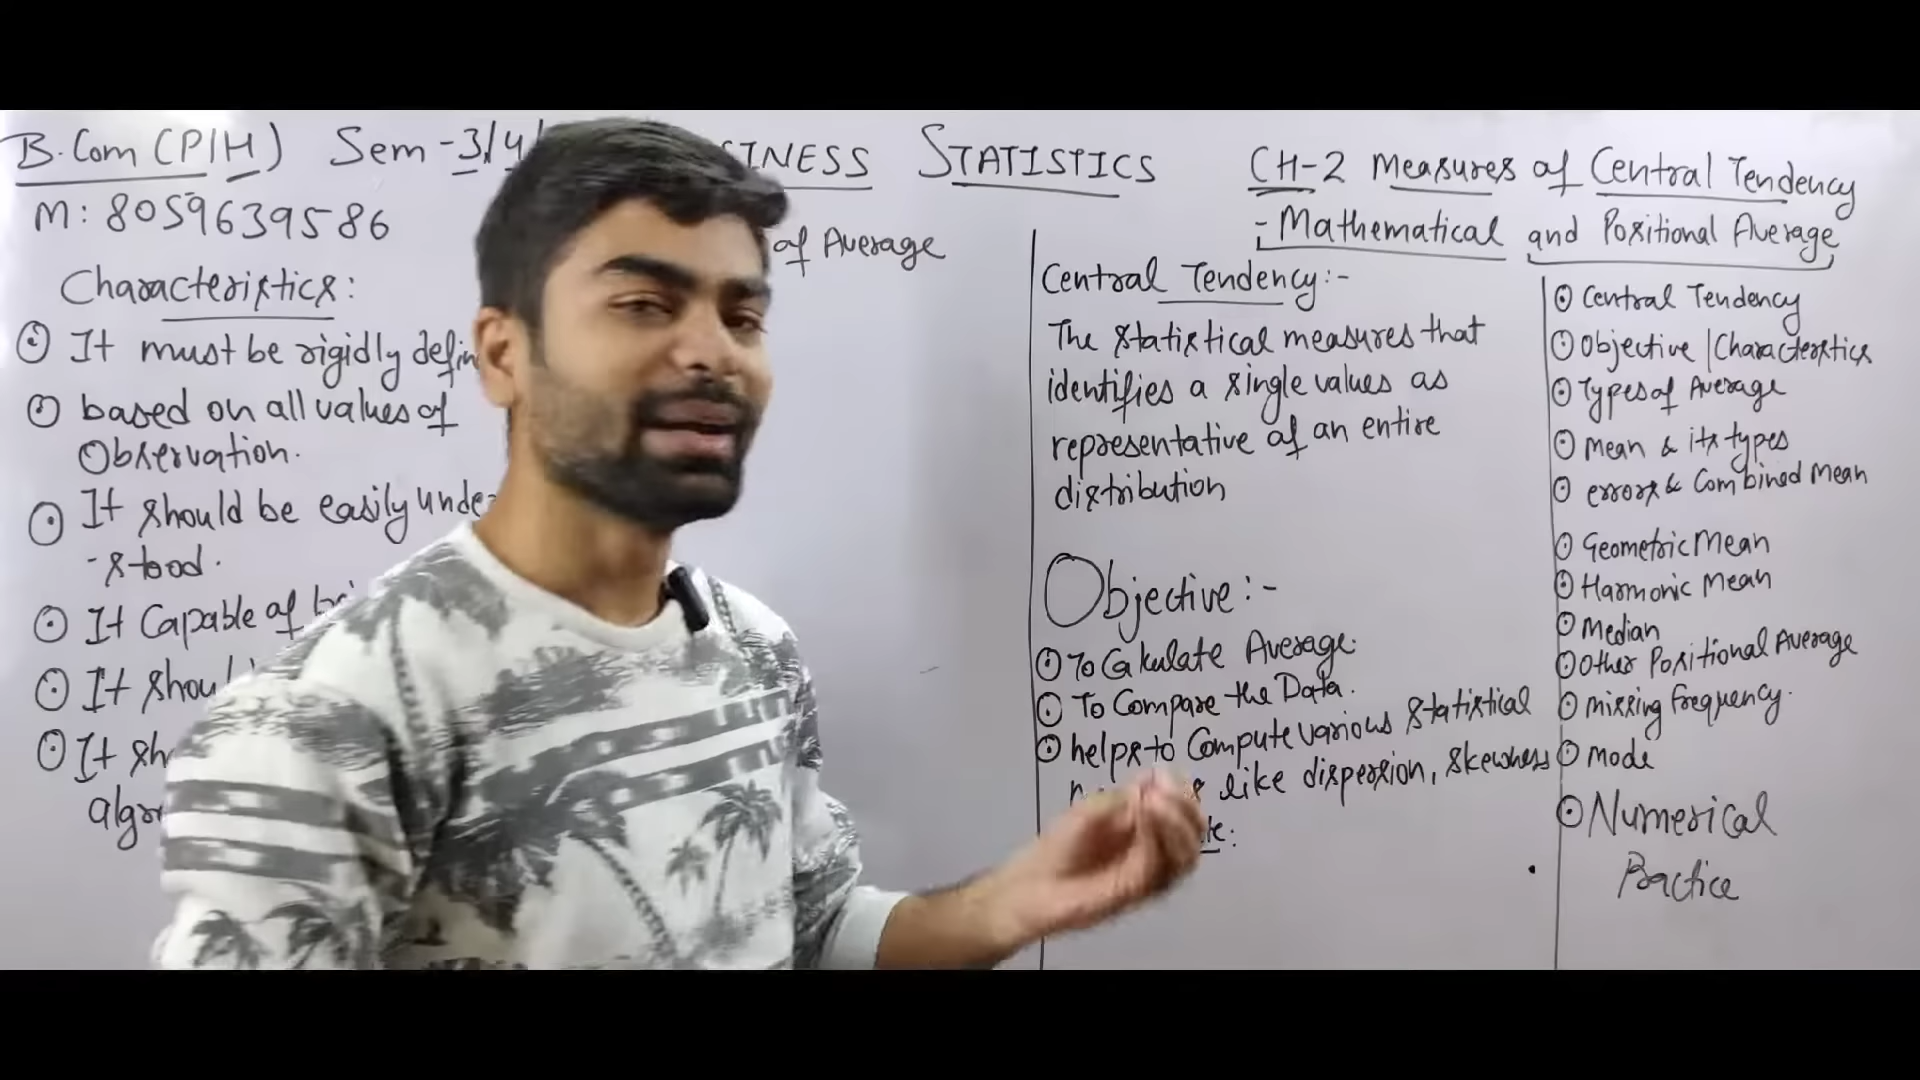 B.Com (P/H) Sem -3/4/
STATISTICS
M: 8059639586
of Average
Characteristics:
It must be rigidly
based on all values of
Observation.
It should be easily unde-
-stood.
It Capable of
It
It
CH-2 Measures of Central Tendency
- Mathematical and Positional Average
Central Tendency:-
The statistical measures that
identifies a single values as
representative of an entire
distribution
Objective:-
To Calculate Average.
To Compare the Data.
helps to Compute various statistical
like dispersion, skewness
Central Tendency
Objective | Characteristics
Types of Average
Mean & its types
errors & Combined Mean
Geometric Mean
Harmonic Mean
Median
Other Positional Average
missing frequency.
Mode
Numerical
Practice